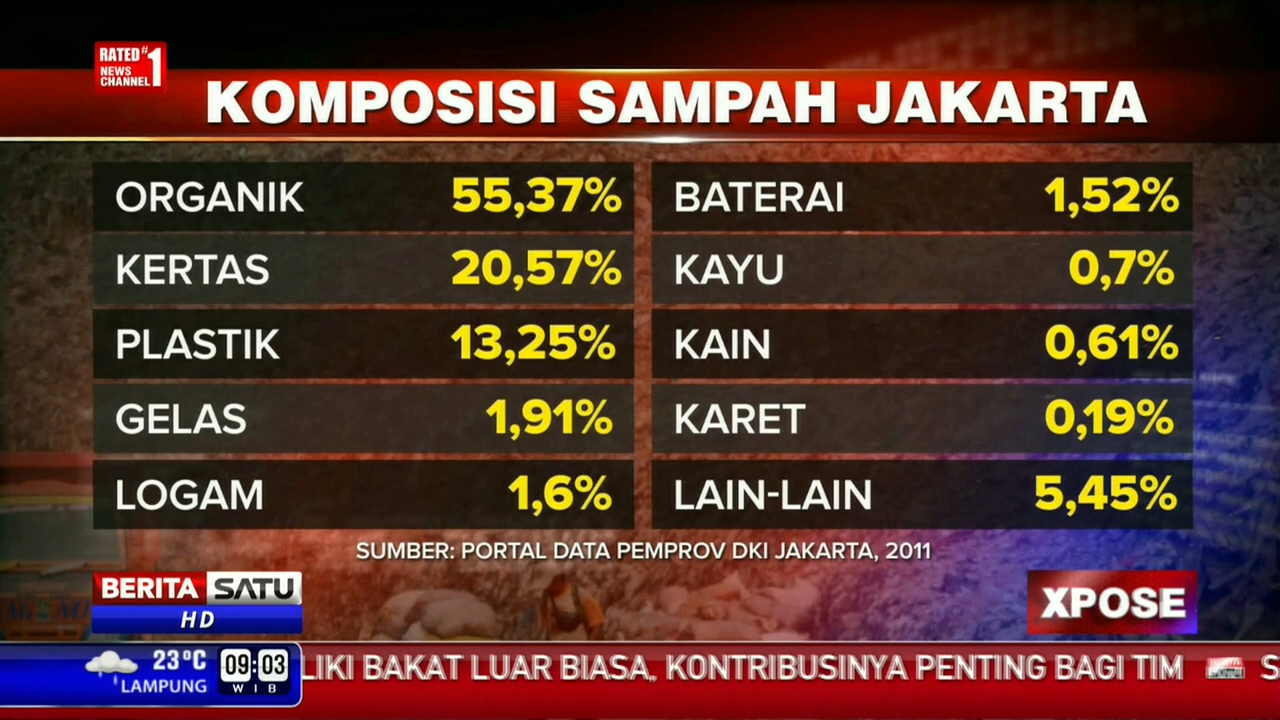 RATED #1
NEWS
CHANNEL
KOMPOSISI SAMPAH JAKARTA
ORGANIK 55,37%
KERTAS 20,57%
PLASTIK 13,25%
GELAS 1,91%
LOGAM 1,6%
BATERAI 1,52%
KAYU 0,7%
KAIN 0,61%
KARET 0,19%
LAIN-LAIN 5,45%
SUMBER: PORTAL DATA PEMPROV DKI JAKARTA, 2011
BERITA SATU
HD
XPOSE
23°C
LAMPUNG
09:03
WIB
LIKI BAKAT LUAR BIASA, KONTRIBUSINYA PENTING BAGI TIM S